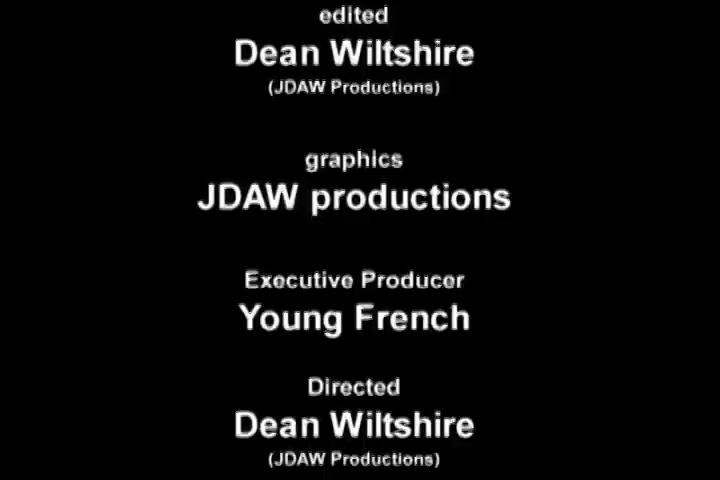 edited
Dean Wiltshire
(JDAW Productions)
graphics
JDAW productions
Executive Producer
Young French
Directed
Dean Wiltshire
(JDAW Productions)